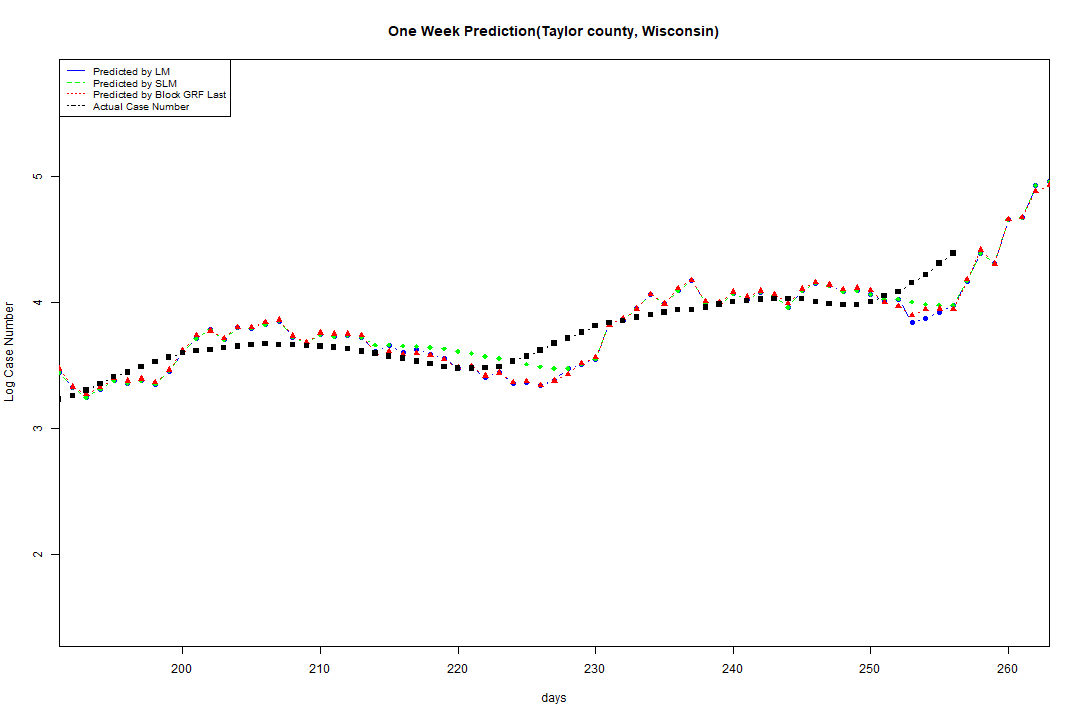 One Week Prediction(Taylor county, Wisconsin)
Predicted by LM
Predicted by SLM
Predicted by Block GRF Last
Actual Case Number
Log Case Number
5
4
3
2
200 210 220 230 240 250 260
days